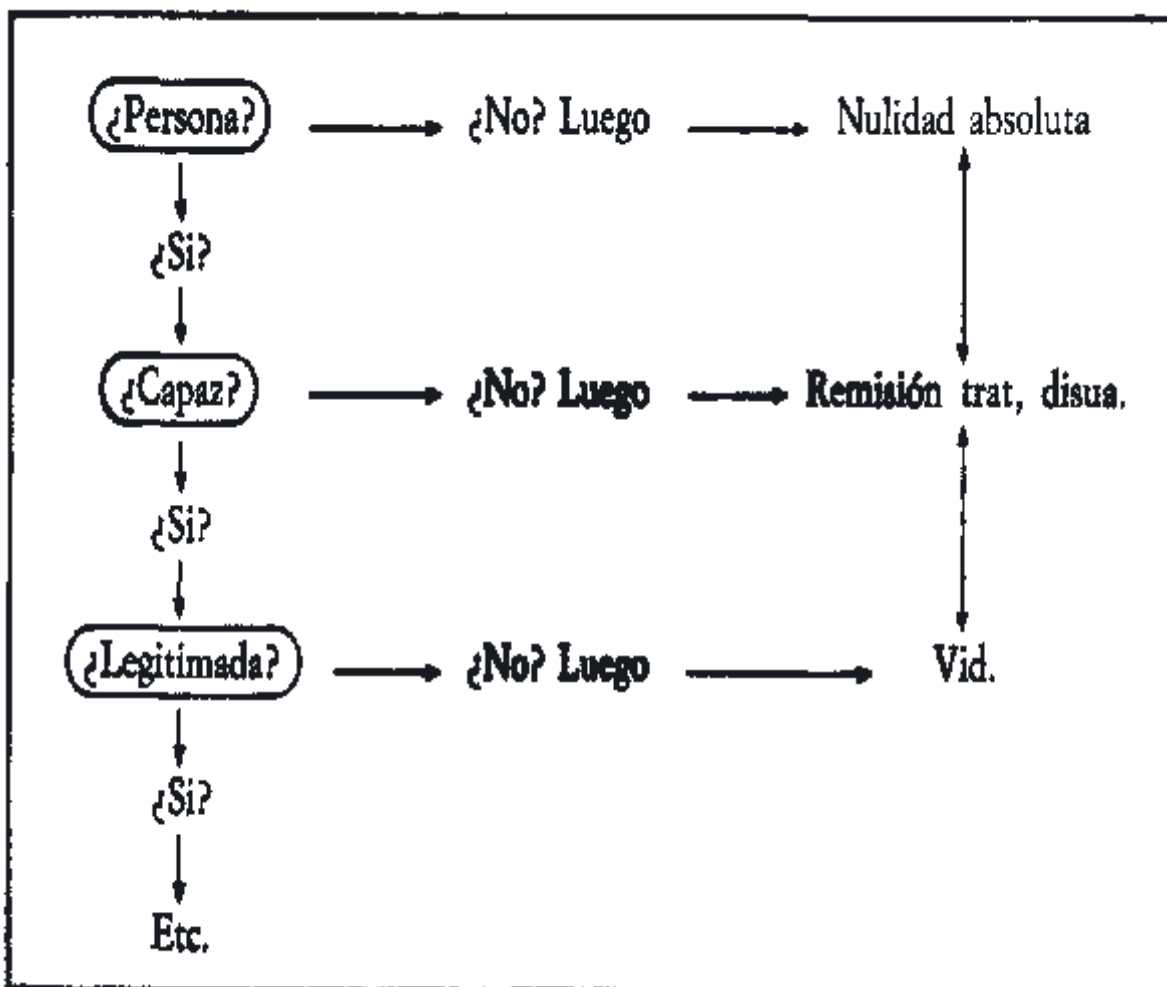 ¿Persona? ¿No? Luego Nulidad absoluta
¿Si?
¿Capaz? ¿No? Luego Remisión trat, disua.
¿Si?
¿Legitimada? ¿No? Luego Vid.
¿Si?
Etc.